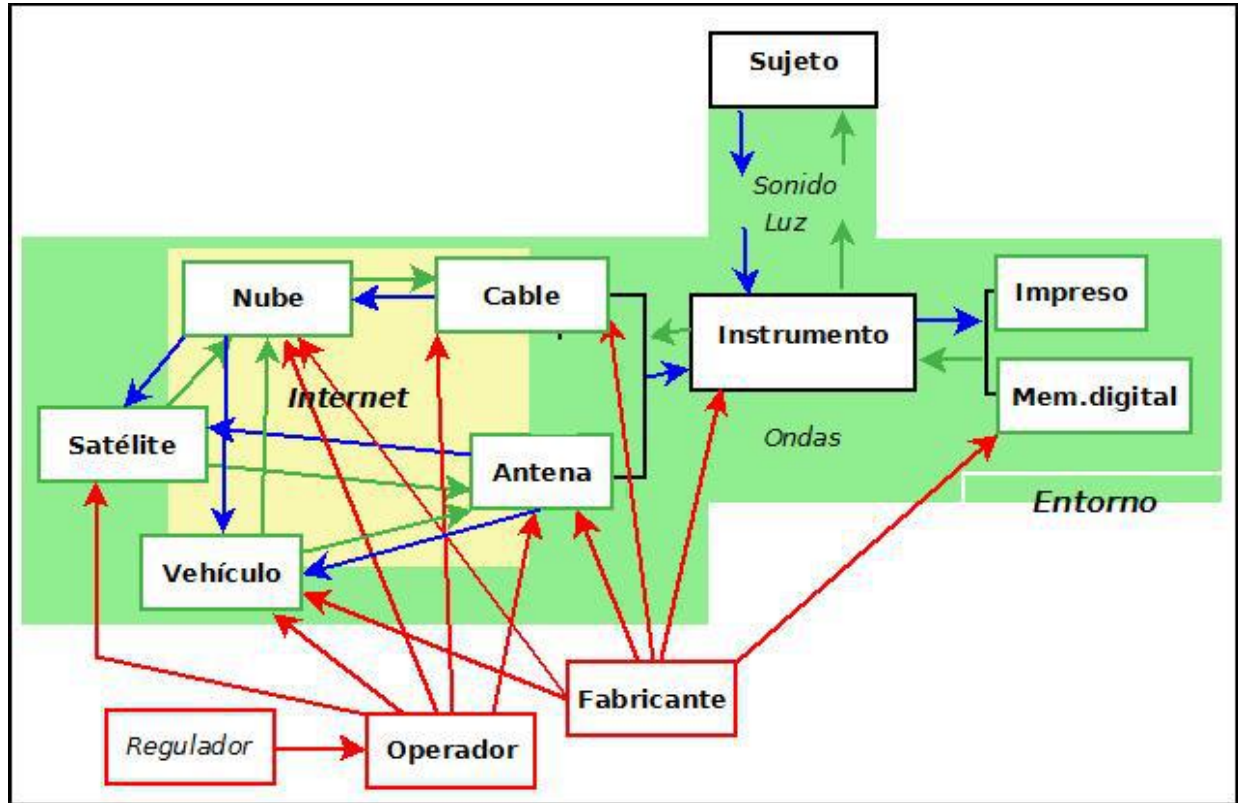 Sujeto
Sonido
Luz
Nube
Cable
Impreso
Instrumento
Internet
Mem.digital
Satélite
Ondas
Antena
Entorno
Vehículo
Fabricante
Regulador
Operador